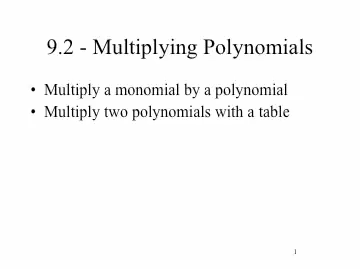 9.2 - Multiplying Polynomials
• Multiply a monomial by a polynomial
• Multiply two polynomials with a table
1